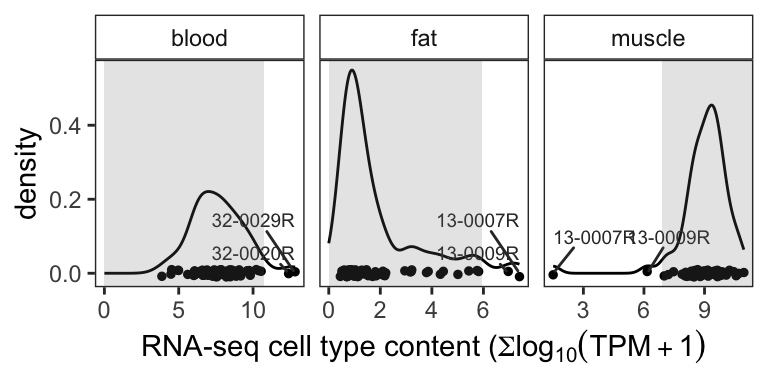 blood fat muscle
density
0.4
0.2
0.0
32-0029R
32-0020R
13-0007R
13-0009R
13-0007R 13-0009R
0 5 10 0 2 4 6 3 6 9
RNA-seq cell type content (Σlog₁₀(TPM + 1)